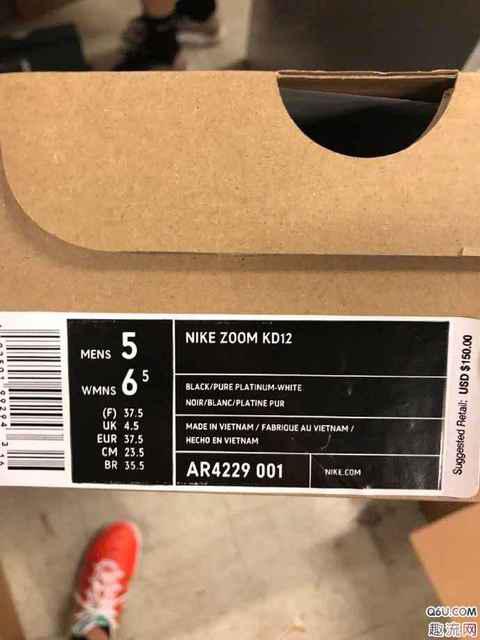 MENS 5
WMNS 6 5
(F) 37.5
UK 4.5
EUR 37.5
CM 23.5
BR 35.5
NIKE ZOOM KD12
BLACK/PURE PLATINUM-WHITE
NOIR/BLANC/PLATINE PUR
MADE IN VIETNAM / FABRIQUE AU VIETNAM /
HECHO EN VIETNAM
AR4229 001
NIKE.COM
Suggested Retail: USD $150.00
Q6U.COM
趣流网